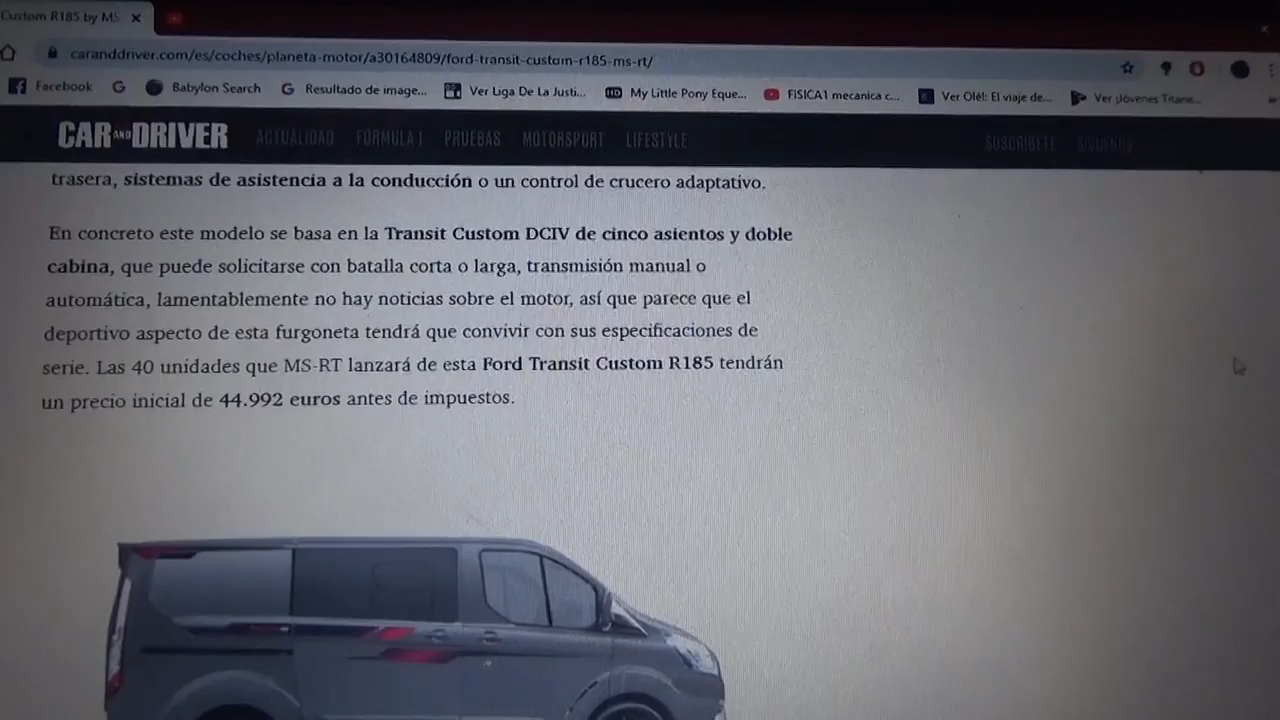 Custom R185 by MS
caranddriver.com/es/coches/planeta-motor/a30164809/ford-transit-custom-r185-ms-rt/
Facebook
Babylon Search
Resultado de image...
Ver Liga De La Justi...
My Little Pony Eque...
FISICA1 mecanica c...
Ver Olé!: El viaje de...
Ver ¡Jóvenes Titane...
CAR AND DRIVER
ACTUALIDAD
FÓRMULA 1
PRUEBAS
MOTORSPORT
LIFESTYLE
SUSCRÍBETE
SÍGUENOS
trasera, sistemas de asistencia a la conducción o un control de crucero adaptativo.
En concreto este modelo se basa en la Transit Custom DCIV de cinco asientos y doble
cabina, que puede solicitarse con batalla corta o larga, transmisión manual o
automática, lamentablemente no hay noticias sobre el motor, así que parece que el
deportivo aspecto de esta furgoneta tendrá que convivir con sus especificaciones de
serie. Las 40 unidades que MS-RT lanzará de esta Ford Transit Custom R185 tendrán
un precio inicial de 44.992 euros antes de impuestos.